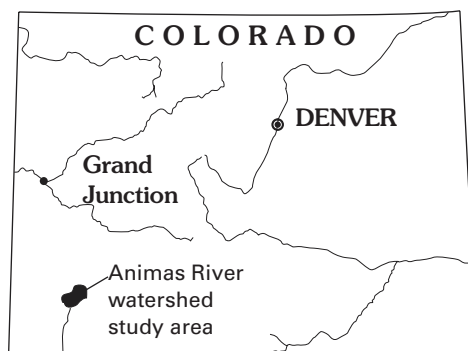 COLORADO
DENVER
Grand
Junction
Animas River
watershed
study area